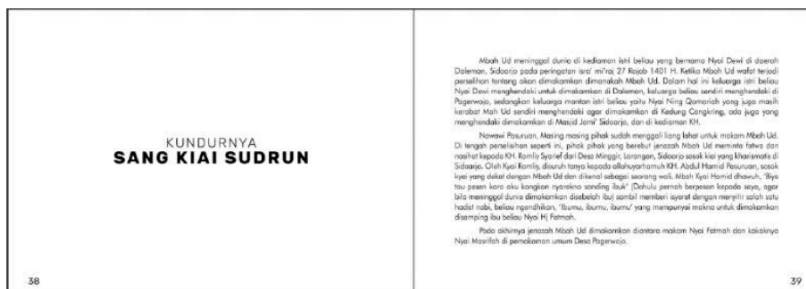 KUNDURNYA
SANG KIAI SUDRUN
38
Mbah Ud meninggal dunia di kediaman istri beliau yang bernama Nyai Dewi di daerah
Daleman, Sidoarjo pada peringatan isra' mi'raj 27 Rajab 1401 H. Ketika Mbah Ud wafat terjadi
perselihan tentang akan dimakamkan dimanakah Mbah Ud. Dalam hal ini keluarga istri beliau
Nyai Dewi menghendaki untuk dimakamkan di Daleman, keluarga beliau sendiri menghendaki di
Pagerwojo, sedangkan keluarga mantan istri beliau yaitu Nyai Ning Qomariah yang juga masih
kerabat Mah Ud sendiri menghendaki agar dimakamkan di Kedung Cangkring, ada juga yang
menghendaki dimakamkan di Masjid Jami' Sidoarjo, dan di kediaman KH.
Nawawi Pasuruan. Masing masing pihak sudah menggali liang lahat untuk makam Mbah Ud.
Di tengah perselisihan seperti ini, pihak pihak yang berebut jenazah Mbah Ud meminta fatwa dan
nasihat kepada KH. Romly Syarief dari Desa Minggir, Larangan, Sidoarjo sosok kiai yang kharismatis di
Sidoarjo. Oleh Kyai Romly, disuruh tanya kepada allahuyarhamuh KH. Abdul Hamid Pasuruan, sosok
kyai yang dekat dengan Mbah Ud dan dikenal sebagai seorang wali. Mbah Kyai Hamid dhawuh, "Biye
tau pesen karo aku kongkon nyarekno sanding ibuk" (Dahulu pernah berpesan kepada saya, agar
bila meninggal dunia dimakamkan disebelah ibu) sambil memberi isyarat dengan menyitir salah satu
hadist nabi, beliau ngendhikan, "Ibumu, ibumu, ibumu" yang mempunyai makna untuk dimakamkan
disamping ibu beliau Nyai Hj Fatmah.
Pada akhirnya jenazah Mbah Ud dimakamkan diantara makam Nyai Fatmah dan kakaknya
Nyai Masrifah di pemakaman umum Desa Pagerwojo.
39